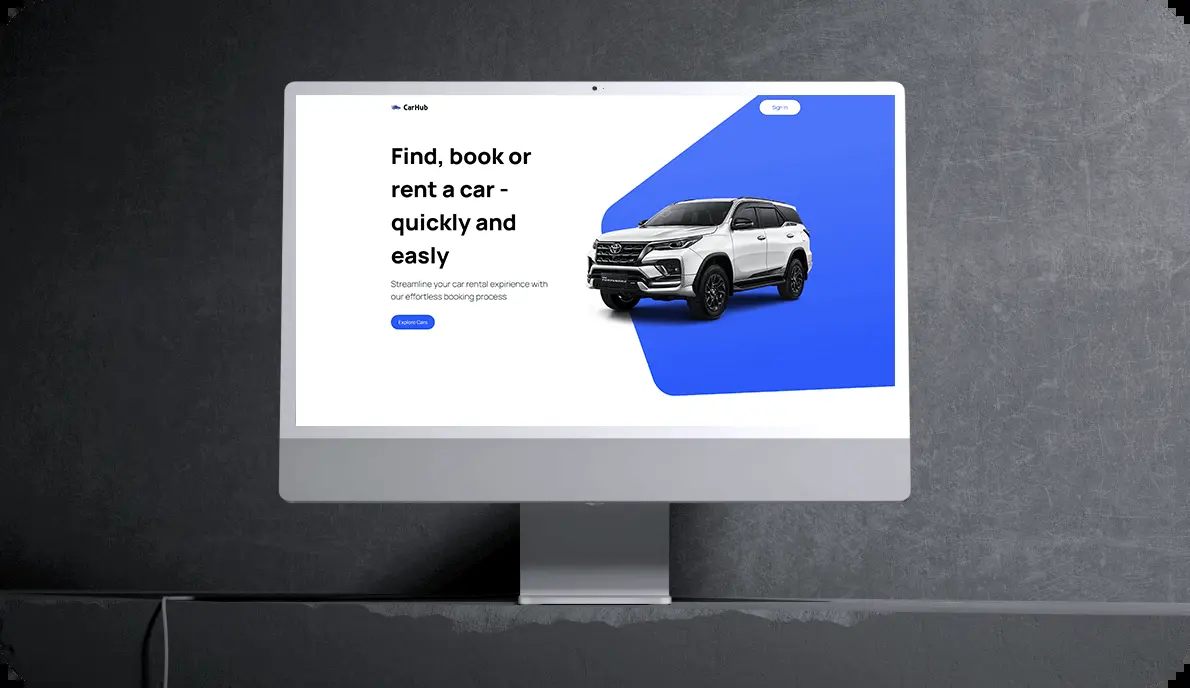 CarHub
Sign in
Find, book or
rent a car -
quickly and
easly
Streamline your car rental expirience with
our effortless booking process
Explore Cars